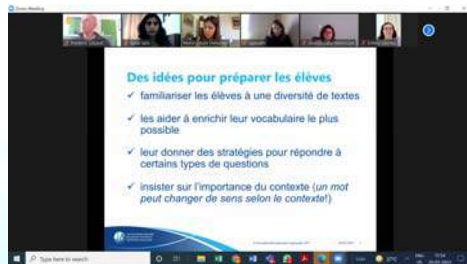 Zoom Meeting
Des idées pour préparer les élèves
✓ familiariser les élèves à une diversité de textes
✓ les aider à enrichir leur vocabulaire le plus
possible
✓ leur donner des stratégies pour répondre à
certains types de questions
✓ insister sur l'importance du contexte (un mot
peut changer de sens selon le contexte!)
Type here to search